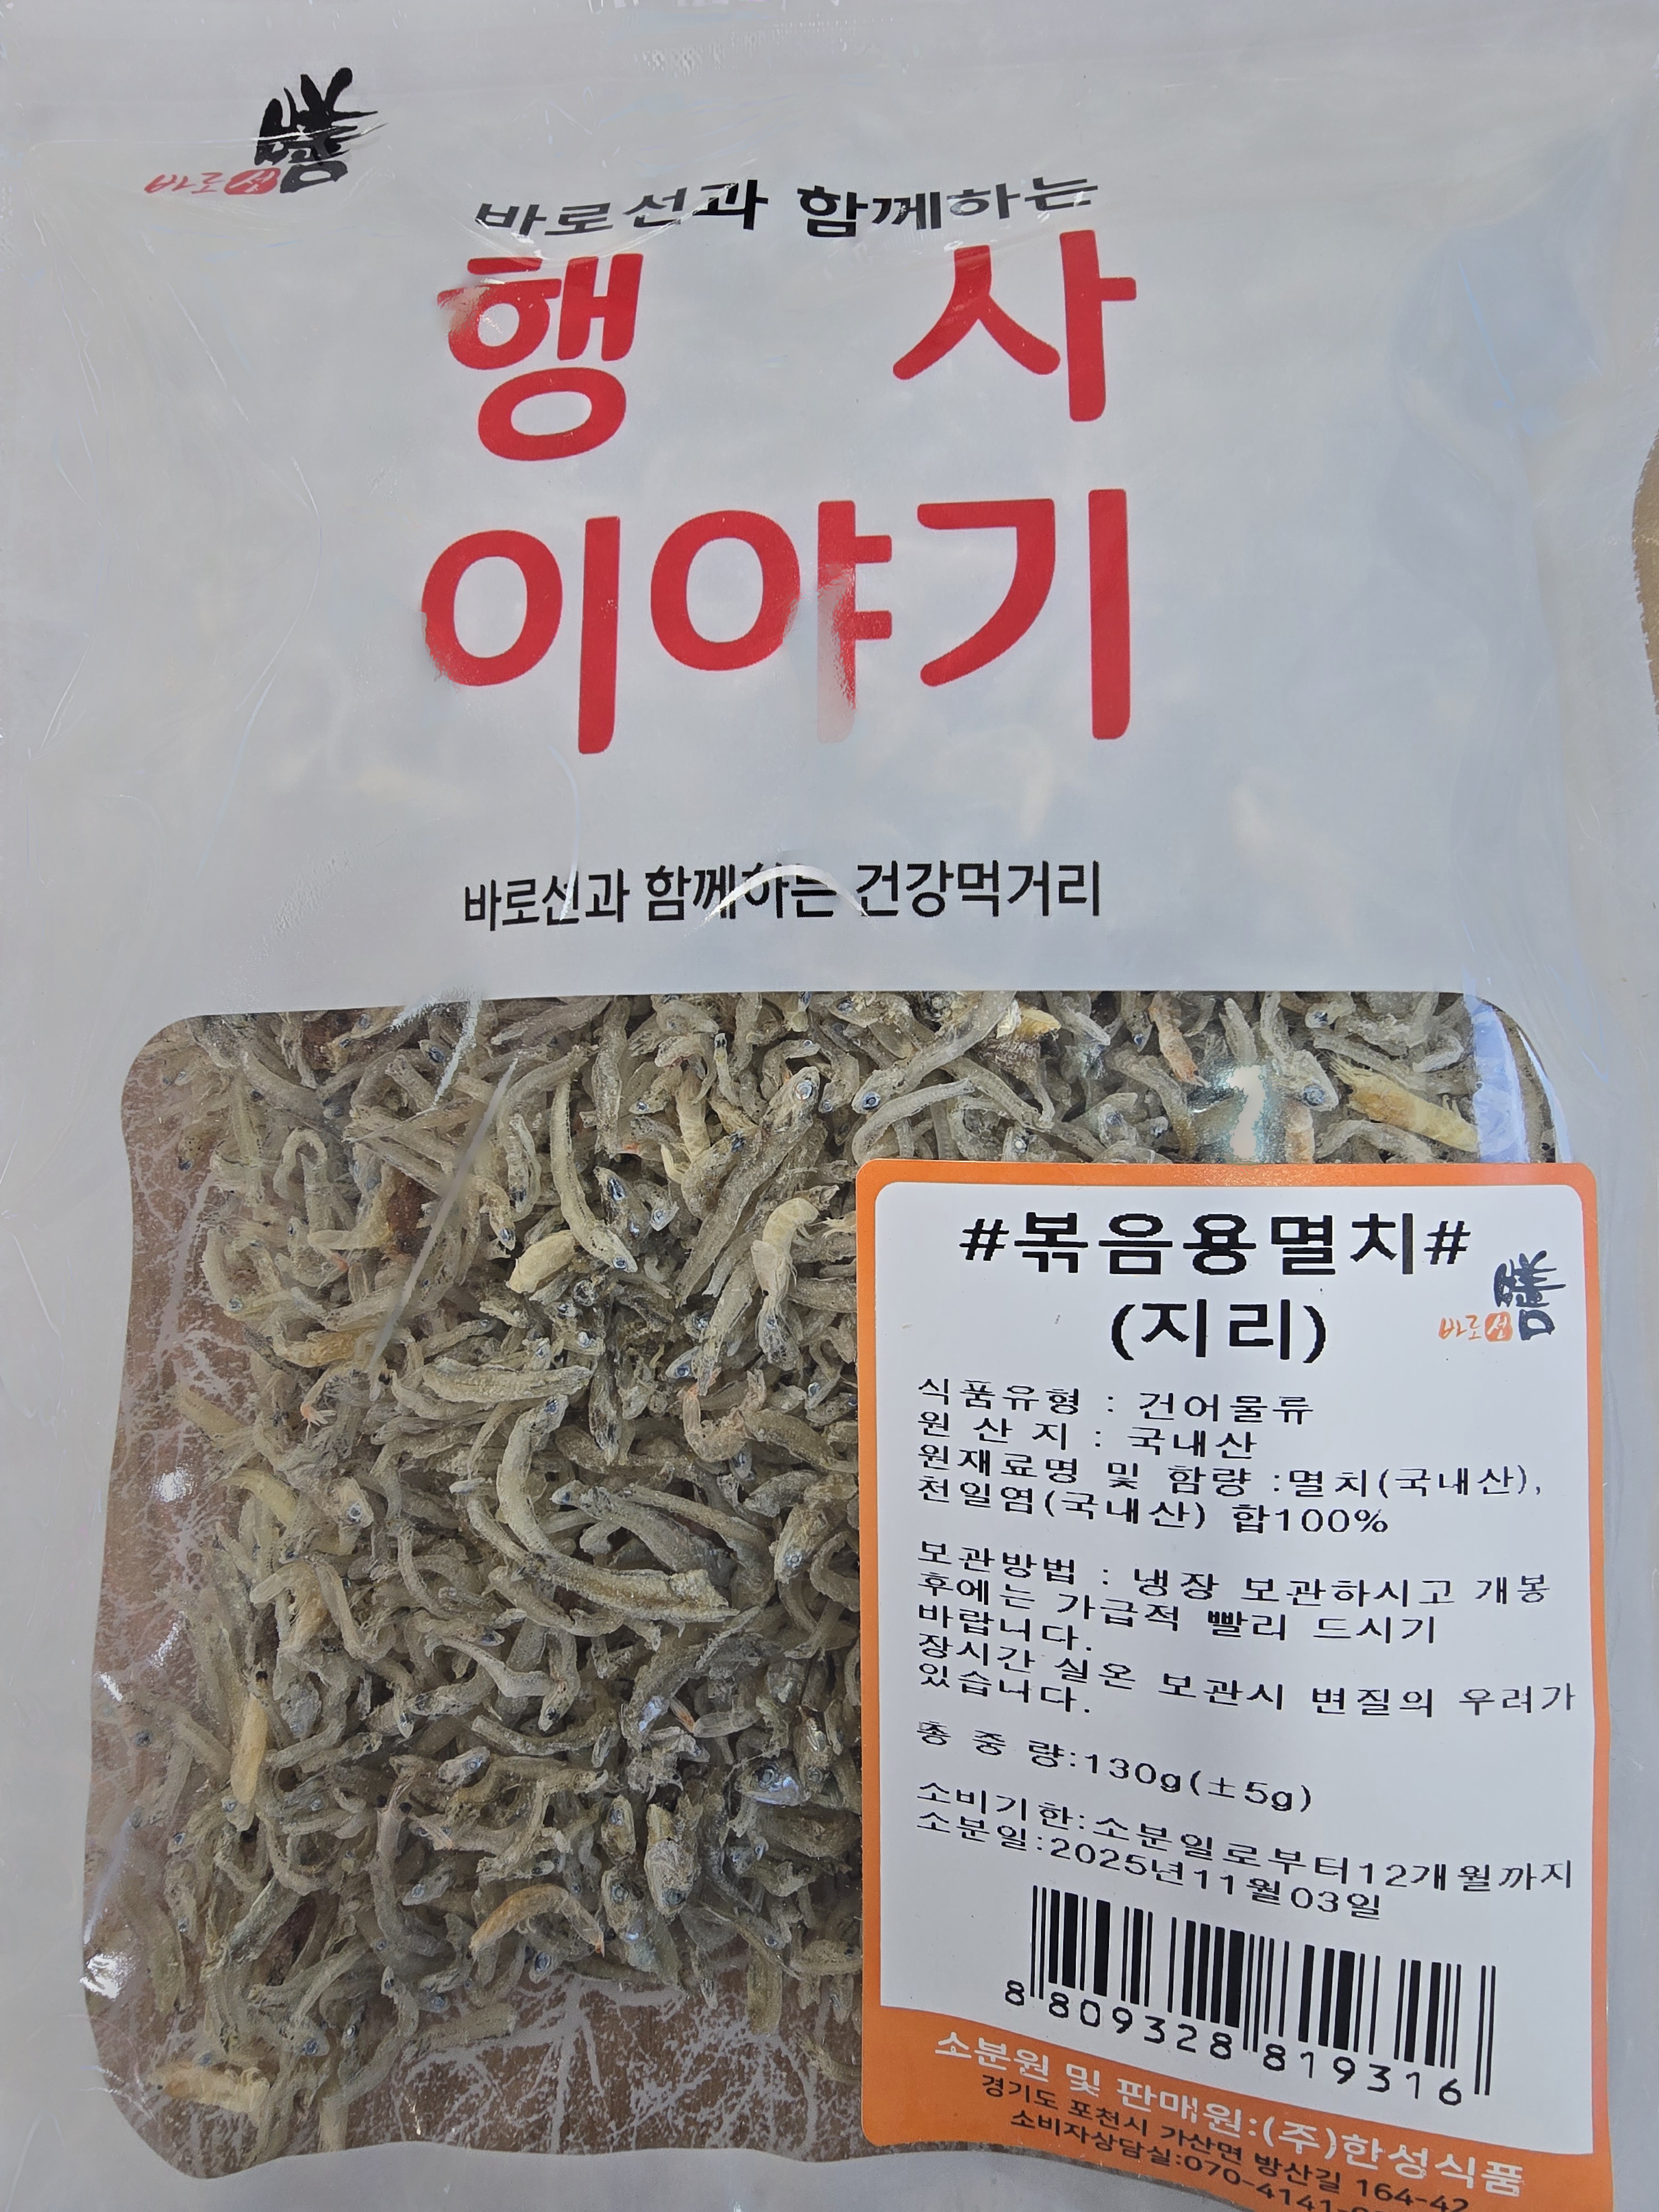 바로선
바로선과 함께하는
행 사
이야기
바로선과 함께하는 건강먹거리
#볶음용멸치#
(지리)
바로선
식품유형 : 건어물류
원 산 지 : 국내산
원재료명 및 함량 :멸치(국내산),
천일염(국내산) 합100%
보관방법 : 냉장 보관하시고 개봉
후에는 가급적 빨리 드시기
바랍니다.
장시간 실온 보관시 변질의 우려가
있습니다.
총 중 량:130g(±5g)
소비기한:소분일로부터12개월까지
소분일:2025년11월03일
8 809328 819316
소분원 및 판매원:(주)한성식품
경기도 포천시 가산면 방산길 164-42
소비자상담실:070-4141-